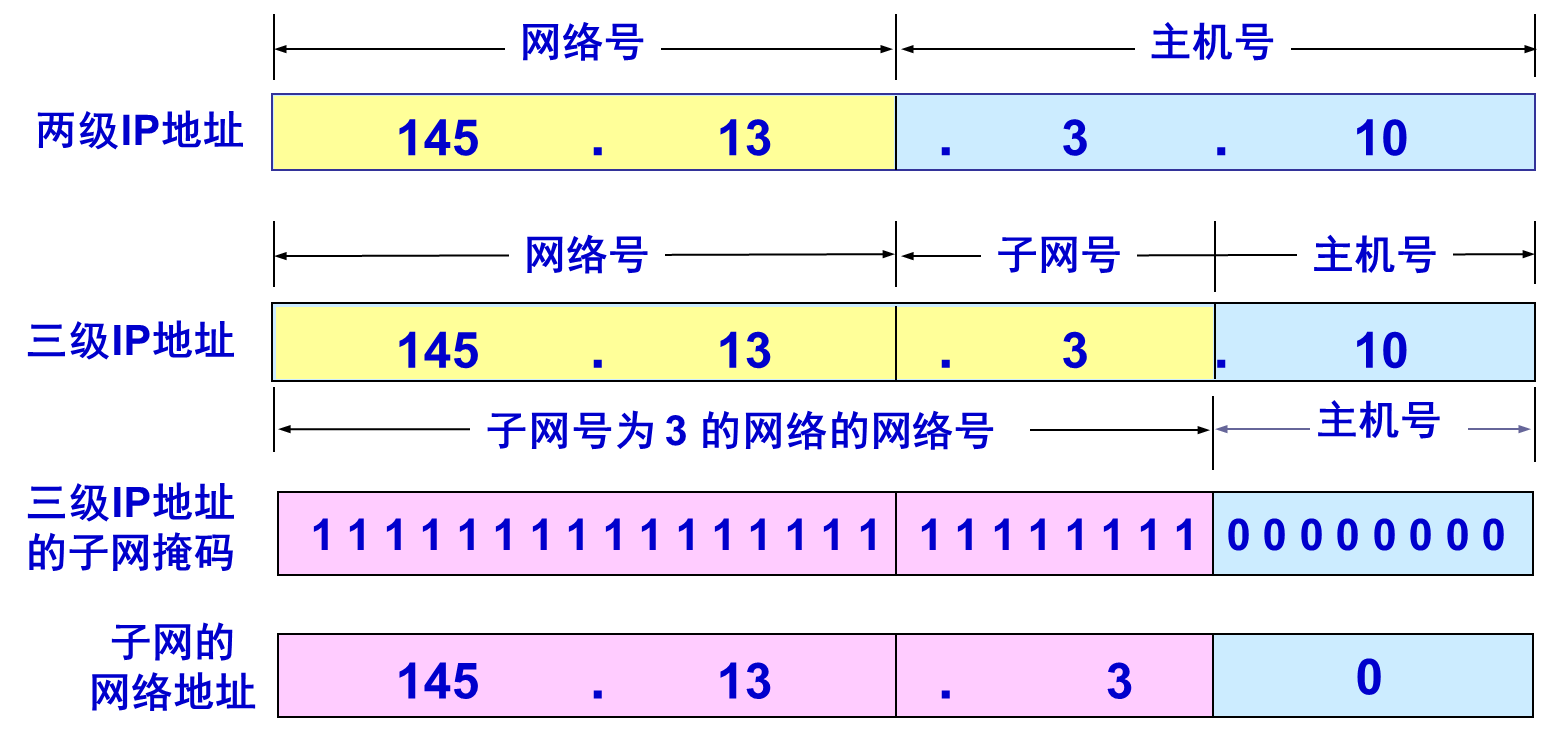 网络号 主机号
两级IP地址 145 . 13 . 3 . 10
网络号 子网号 主机号
三级IP地址 145 . 13 . 3 . 10
子网号为 3 的网络的网络号 主机号
三级IP地址
的子网掩码
1 1 1 1 1 1 1 1 1 1 1 1 1 1 1 1 1 1 1 1 1 1 1 1 0 0 0 0 0 0 0 0
子网的
网络地址
145 . 13 . 3 0